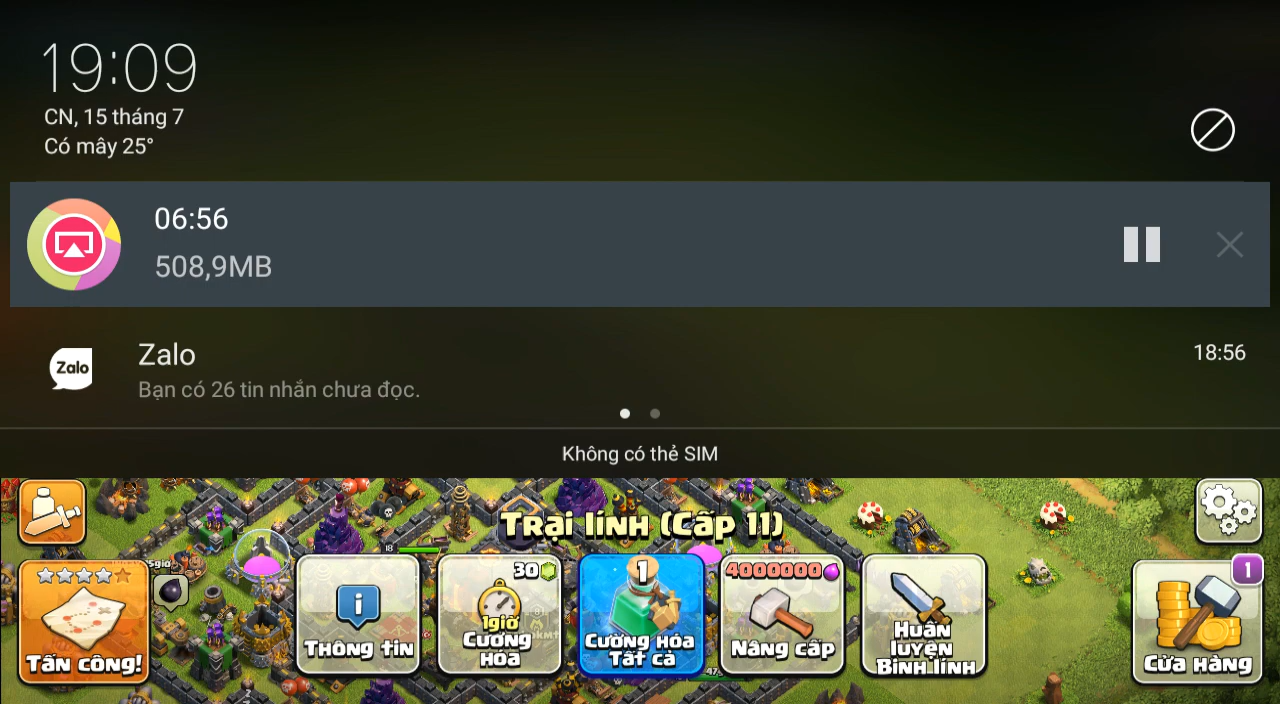 19:09
CN, 15 tháng 7
Có mây 25°
06:56
508,9MB
Zalo
Zalo
18:56
Bạn có 26 tin nhắn chưa đọc.
Không có thẻ SIM
Trại lính (Cấp 11)
Tấn công!
Thông tin
30
1giờ
Cường
Hóa
1
Cường Hóa
Tất cả
4000000
Nâng cấp
Huấn
luyện
Binh lính
1
Cửa Hàng